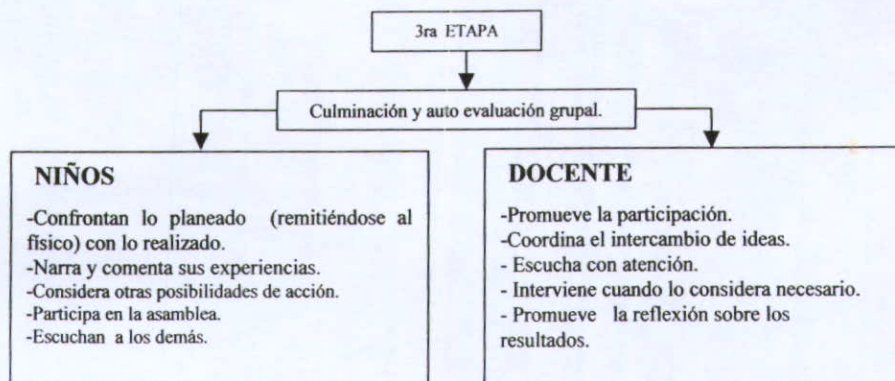 3ra ETAPA
Culminación y auto evaluación grupal.
NIÑOS
-Confrontan lo planeado (remitiéndose al
físico) con lo realizado.
-Narra y comenta sus experiencias.
-Considera otras posibilidades de acción.
-Participa en la asamblea.
-Escuchan a los demás.
DOCENTE
-Promueve la participación.
-Coordina el intercambio de ideas.
- Escucha con atención.
- Interviene cuando lo considera necesario.
- Promueve la reflexión sobre los
resultados.